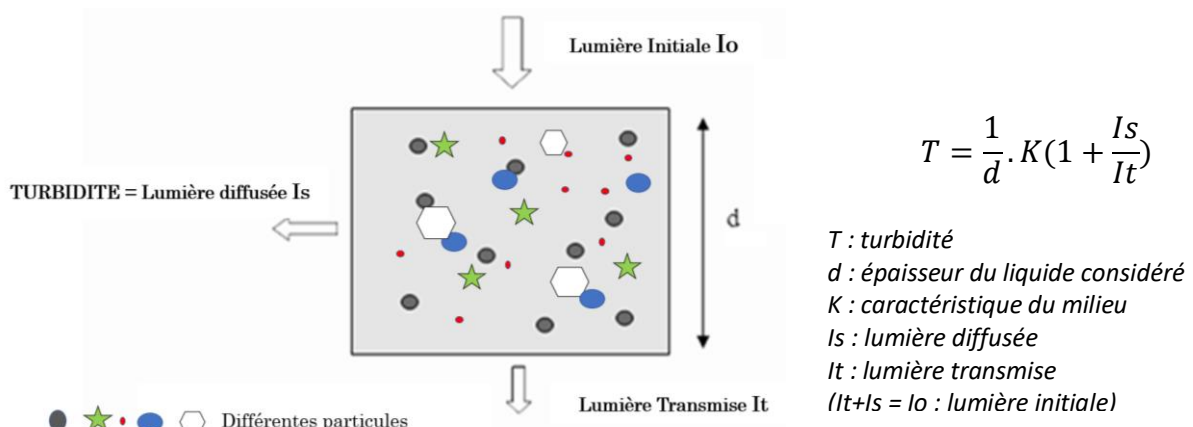 Lumière Initiale Io
TURBIDITE = Lumière diffusée Is
d
Lumière Transmise It
Différentes particules
T = 1/d . K(1 + Is/It)
T : turbidité
d : épaisseur du liquide considéré
K : caractéristique du milieu
Is : lumière diffusée
It : lumière transmise
(It+Is = Io : lumière initiale)